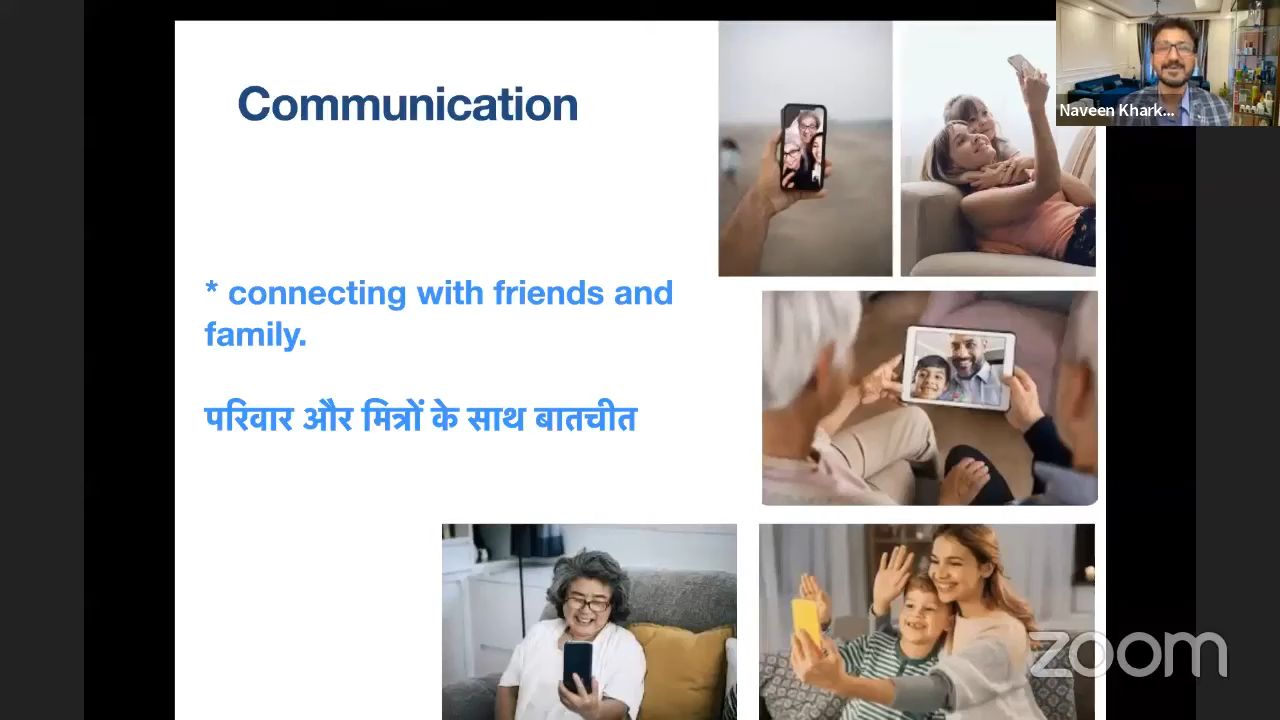 Communication
* connecting with friends and
family.
परिवार और मित्रों के साथ बातचीत
Naveen Khark...
zoom